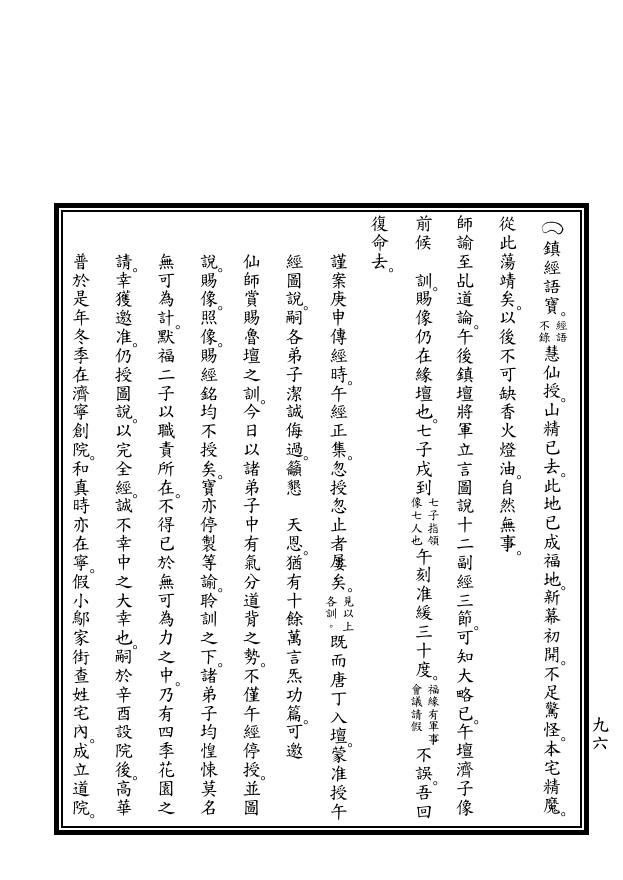 （鎮經語寶。經語不錄慧仙授。山精已去。此地已成福地。新幕初開。不足驚怪。本宅精魔。
從此蕩靖矣。以後不可缺香火燈油。自然無事。
師諭至乩道論。午後鎮壇將軍立言圖說十二副經三節。可知大略已。午壇濟子像
前候　訓。賜像仍在緣壇也。七子戌到七子指領像七人也午刻准緩三十度。福緣有軍事會議請假不誤。吾回
復命去。
謹案庚申傳經時。午經正集。忽授忽止者屢矣。見以上各訓。既而唐丁入壇。蒙准授午
經圖說。嗣各弟子潔誠侮過。籲懇　天恩。猶有十餘萬言炁功篇。可邀
仙師賞賜魯壇之訓。今日以諸弟子中有氣分道背之勢。不僅午經停授。並圖
說。賜像。照像。賜經銘均不授矣。寶亦停製等諭。聆訓之下。諸弟子均惶悚莫名
無可為計。默福二子以職責所在。不得已於無可為力之中。乃有四季花園之
請。幸獲邀准。仍授圖說。以完全經。誠不幸中之大幸也。嗣於辛酉設院後。高華
普於是年冬季在濟寧創院。和真時亦在寧。假小鄔家街查姓宅內。成立道院。
九六